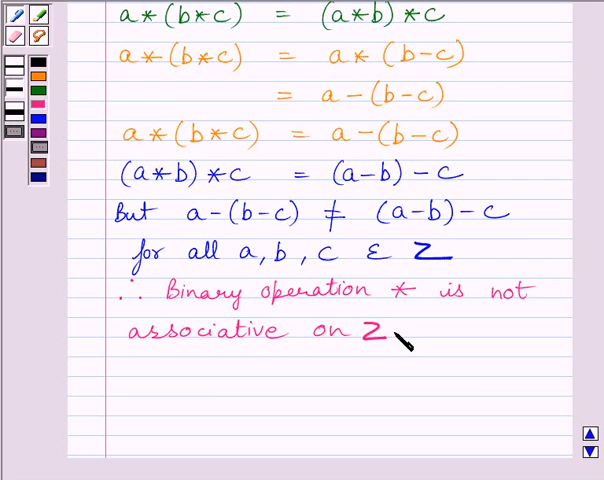 a*(b*c) = (a*b)*c
a*(b*c) = a*(b-c)
= a-(b-c)
a*(b*c) = a-(b-c)
(a*b)*c = (a-b)-c
But a-(b-c) ≠ (a-b)-c
for all a, b, c ε Z
∴ Binary operation * is not
associative on Z